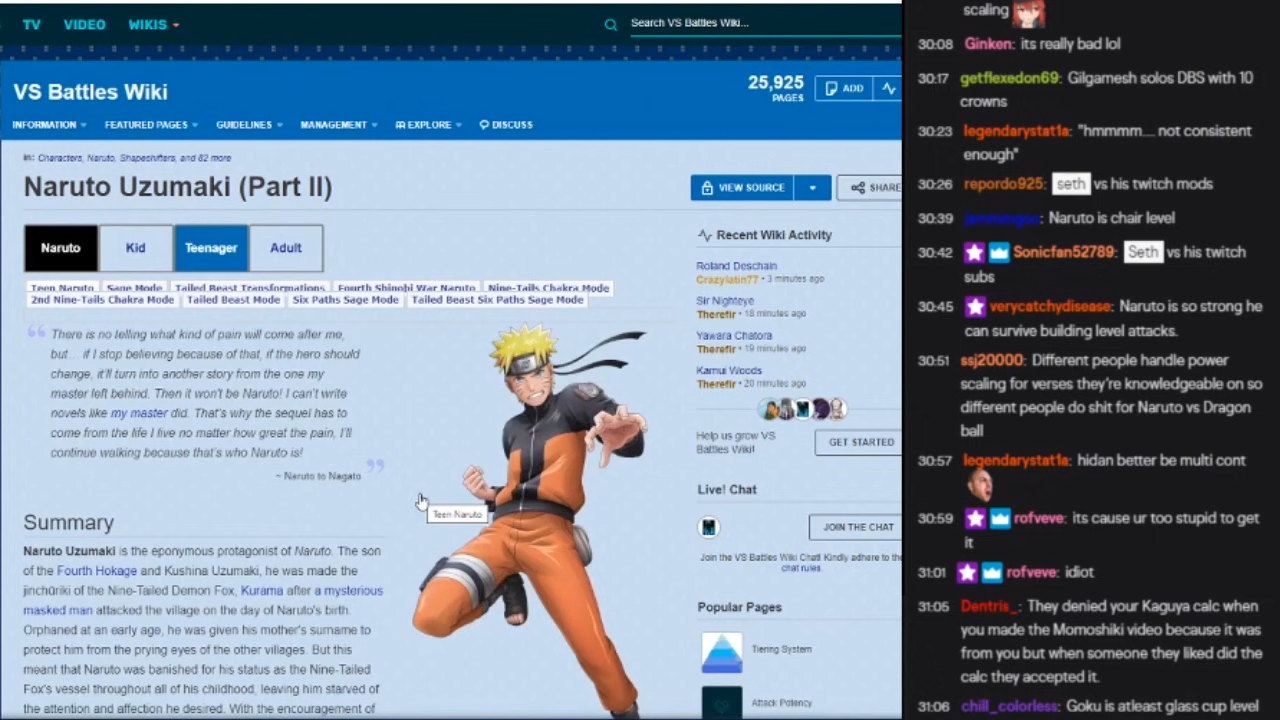 TV VIDEO WIKIS
Search VS Battles Wiki...
VS Battles Wiki
25,925
PAGES
ADD
INFORMATION FEATURED PAGES GUIDELINES MANAGEMENT EXPLORE DISCUSS
in: Characters, Naruto, Shapeshifters, and 82 more
Naruto Uzumaki (Part II)
VIEW SOURCE
SHARE
Naruto Kid Teenager Adult
Teen Naruto Sage Mode Tailed Beast Transformations Fourth Shinobi War Naruto Nine-Tails Chakra Mode
2nd Nine-Tails Chakra Mode Tailed Beast Mode Six Paths Sage Mode Tailed Beast Six Paths Sage Mode
There is no telling what kind of pain will come after me,
but... if I stop believing because of that, if the hero should
change, it'll turn into another story from the one my
master left behind. Then it won't be Naruto! I can't write
novels like my master did. That's why the sequel has to
come from the life I live no matter how great the pain, I'll
continue walking because that's who Naruto is!
~ Naruto to Nagato
Teen Naruto
Summary
Naruto Uzumaki is the eponymous protagonist of Naruto. The son
of the Fourth Hokage and Kushina Uzumaki, he was made the
jinchūriki of the Nine-Tailed Demon Fox, Kurama after a mysterious
masked man attacked the village on the day of Naruto's birth.
Orphaned at an early age, he was given his mother's surname to
protect him from the prying eyes of the other villages. But this
meant that Naruto was banished for his status as the Nine-Tailed
Fox's vessel throughout all of his childhood, leaving him starved of
the attention and affection he desired. With the encouragement of
Recent Wiki Activity
Roland Deschain
Crazylatin77 • 3 minutes ago
Sir Nighteye
Therefir • 18 minutes ago
Yawara Chatora
Therefir • 19 minutes ago
Kamui Woods
Therefir • 20 minutes ago
Help us grow VS
Battles Wiki!
GET STARTED
Live! Chat
JOIN THE CHAT
Join the VS Battles Wiki Chat! Kindly adhere to the
chat rules.
Popular Pages
Tiering System
Attack Potency
scaling
30:08 Ginken: its really bad lol
30:17 getflexedon69: Gilgamesh solos DBS with 10
crowns
30:23 legendarystat1a: "hmmmm.... not consistent
enough"
30:26 repordo925: seth vs his twitch mods
30:39 Naruto is chair level
30:42 Sonicfan52789: Seth vs his twitch
subs
30:45 verycatchydisease: Naruto is so strong he
can survive building level attacks.
30:51 ssj20000: Different people handle power
scaling for verses they're knowledgeable on so
different people do shit for Naruto vs Dragon
ball
30:57 legendarystat1a: hidan better be multi cont
30:59 rofveve: its cause ur too stupid to get
it
31:01 rofveve: idiot
31:05 Dentris_: They denied your Kaguya calc when
you made the Momoshiki video because it was
from you but when someone they liked did the
calc they accepted it.
31:06 chill_colorless: Goku is atleast glass cup level